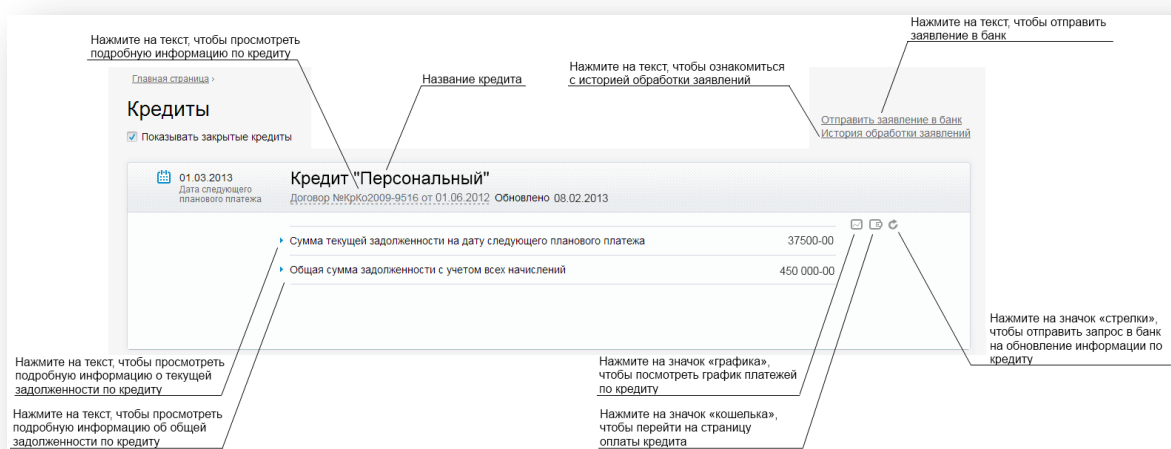 Нажмите на текст, чтобы отправить
заявление в банк
Нажмите на текст, чтобы просмотреть
подробную информацию по кредиту
Название кредита
Нажмите на текст, чтобы ознакомиться
с историей обработки заявлений
Главная страница ›
Кредиты
Показывать закрытые кредиты
Отправить заявление в банк
История обработки заявлений
01.03.2013
Дата следующего
планового платежа
Кредит "Персональный"
Договор №КрКо2009-9516 от 01.06.2012 Обновлено 08.02.2013
Сумма текущей задолженности на дату следующего планового платежа 37500-00
Общая сумма задолженности с учетом всех начислений 450 000-00
Нажмите на значок «стрелки»,
чтобы отправить запрос в банк
на обновление информации по
кредиту
Нажмите на текст, чтобы просмотреть
подробную информацию о текущей
задолженности по кредиту
Нажмите на значок «графика»,
чтобы посмотреть график платежей
по кредиту
Нажмите на текст, чтобы просмотреть
подробную информацию об общей
задолженности по кредиту
Нажмите на значок «кошелька»,
чтобы перейти на страницу
оплаты кредита